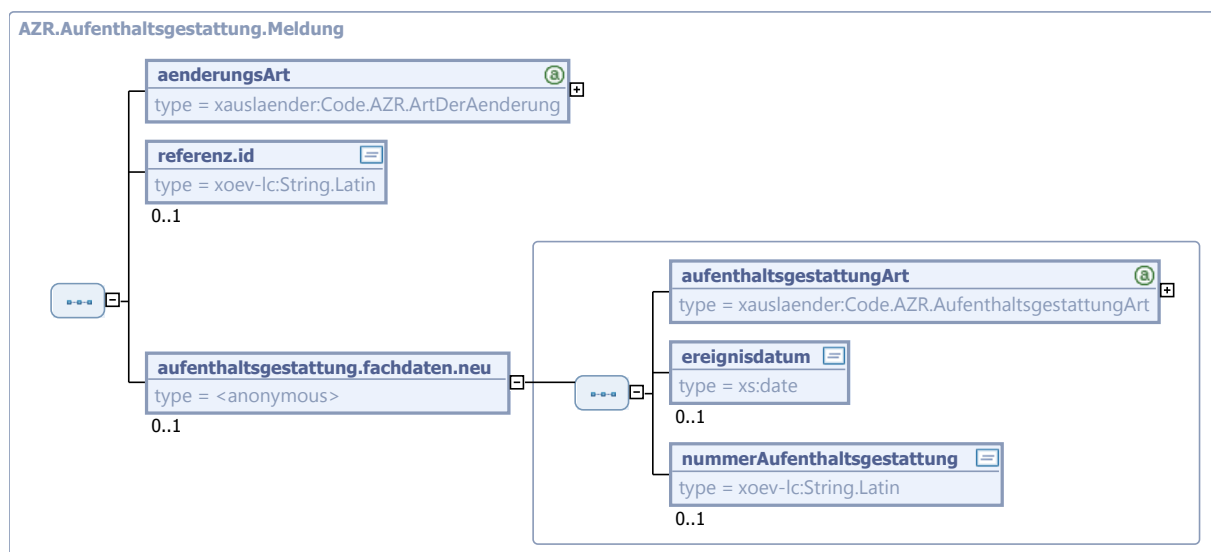 AZR.Aufenthaltsgestattung.Meldung
aenderungsArt
type = xauslaender:Code.AZR.ArtDerAenderung
referenz.id
type = xoev-lc:String.Latin
0..1
aufenthaltsgestattung.fachdaten.neu
type = <anonymous>
0..1
aufenthaltsgestattungArt
type = xauslaender:Code.AZR.AufenthaltsgestattungArt
ereignisdatum
type = xs:date
0..1
nummerAufenthaltsgestattung
type = xoev-lc:String.Latin
0..1